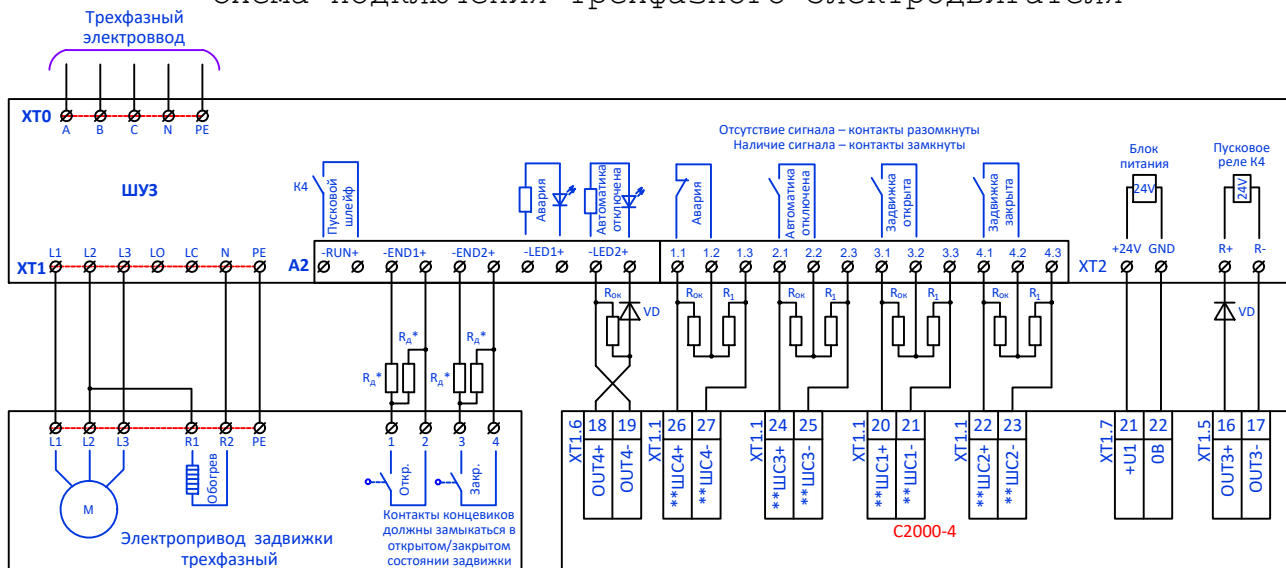 Схема подключения трехфазного электродвигателя
Трехфазный
электроввод
XT0
A B C N PE
ШУЗ
Отсутствие сигнала – контакты разомкнуты
Наличие сигнала – контакты замкнуты
Блок
питания
24V
Пусковое
реле К4
24V
К4
Пусковой
шлейф
Авария
Автоматика
отключена
Авария
Автоматика
отключена
Задвижка
открыта
Задвижка
закрыта
XT1
L1 L2 L3 LO LC N PE
A2
-RUN+ -END1+ -END2+ -LED1+ -LED2+
1.1 1.2 1.3 2.1 2.2 2.3 3.1 3.2 3.3 4.1 4.2 4.3
XT2
+24V GND
R+ R-
Rок VD
Rок R1
Rок R1
Rок R1
Rок R1
VD
Rд* Rд*
Rд* Rд*
L1 L2 L3 R1 R2 PE
1 2 3 4
Обогрев
Откр.
Закр.
М
Электропривод задвижки
трехфазный
Контакты концевиков
должны замыкаться в
открытом/закрытом
состоянии задвижки
XT1.6
18 19
OUT4+
OUT4-
XT1.1
26 27
**ШС4+
**ШС4-
XT1.1
24 25
**ШС3+
**ШС3-
XT1.1
20 21
**ШС1+
**ШС1-
XT1.1
22 23
**ШС2+
**ШС2-
XT1.7
21 22
+U1
0В
XT1.5
16 17
OUT3+
OUT3-
С2000-4